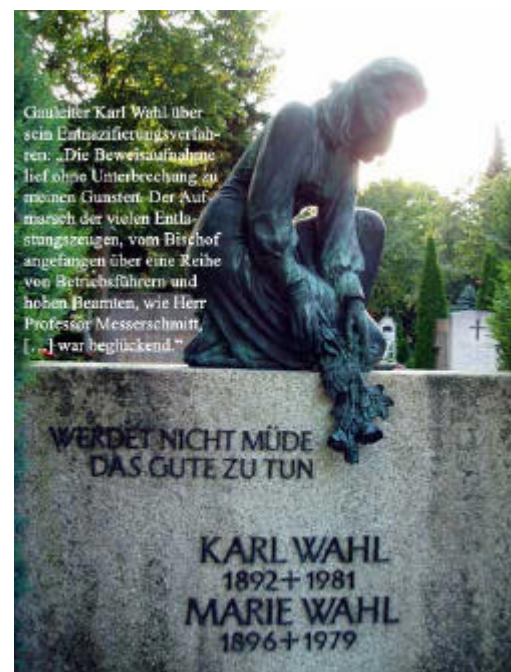 Gauleiter Karl Wahl über
sein Entnazifizierungsverfah-
ren: „Die Beweisaufnahme
lief ohne Unterbrechung zu
meinen Gunsten. Der Auf-
marsch der vielen Entla-
stungszeugen, vom Bischof
angefangen über eine Reihe
von Betriebsführern und
hohen Beamten, wie Herr
Professor Messerschmitt,
[…] war beglückend.“
WERDET NICHT MÜDE
DAS GUTE ZU TUN
KARL WAHL
1892+1981
MARIE WAHL
1896+1979